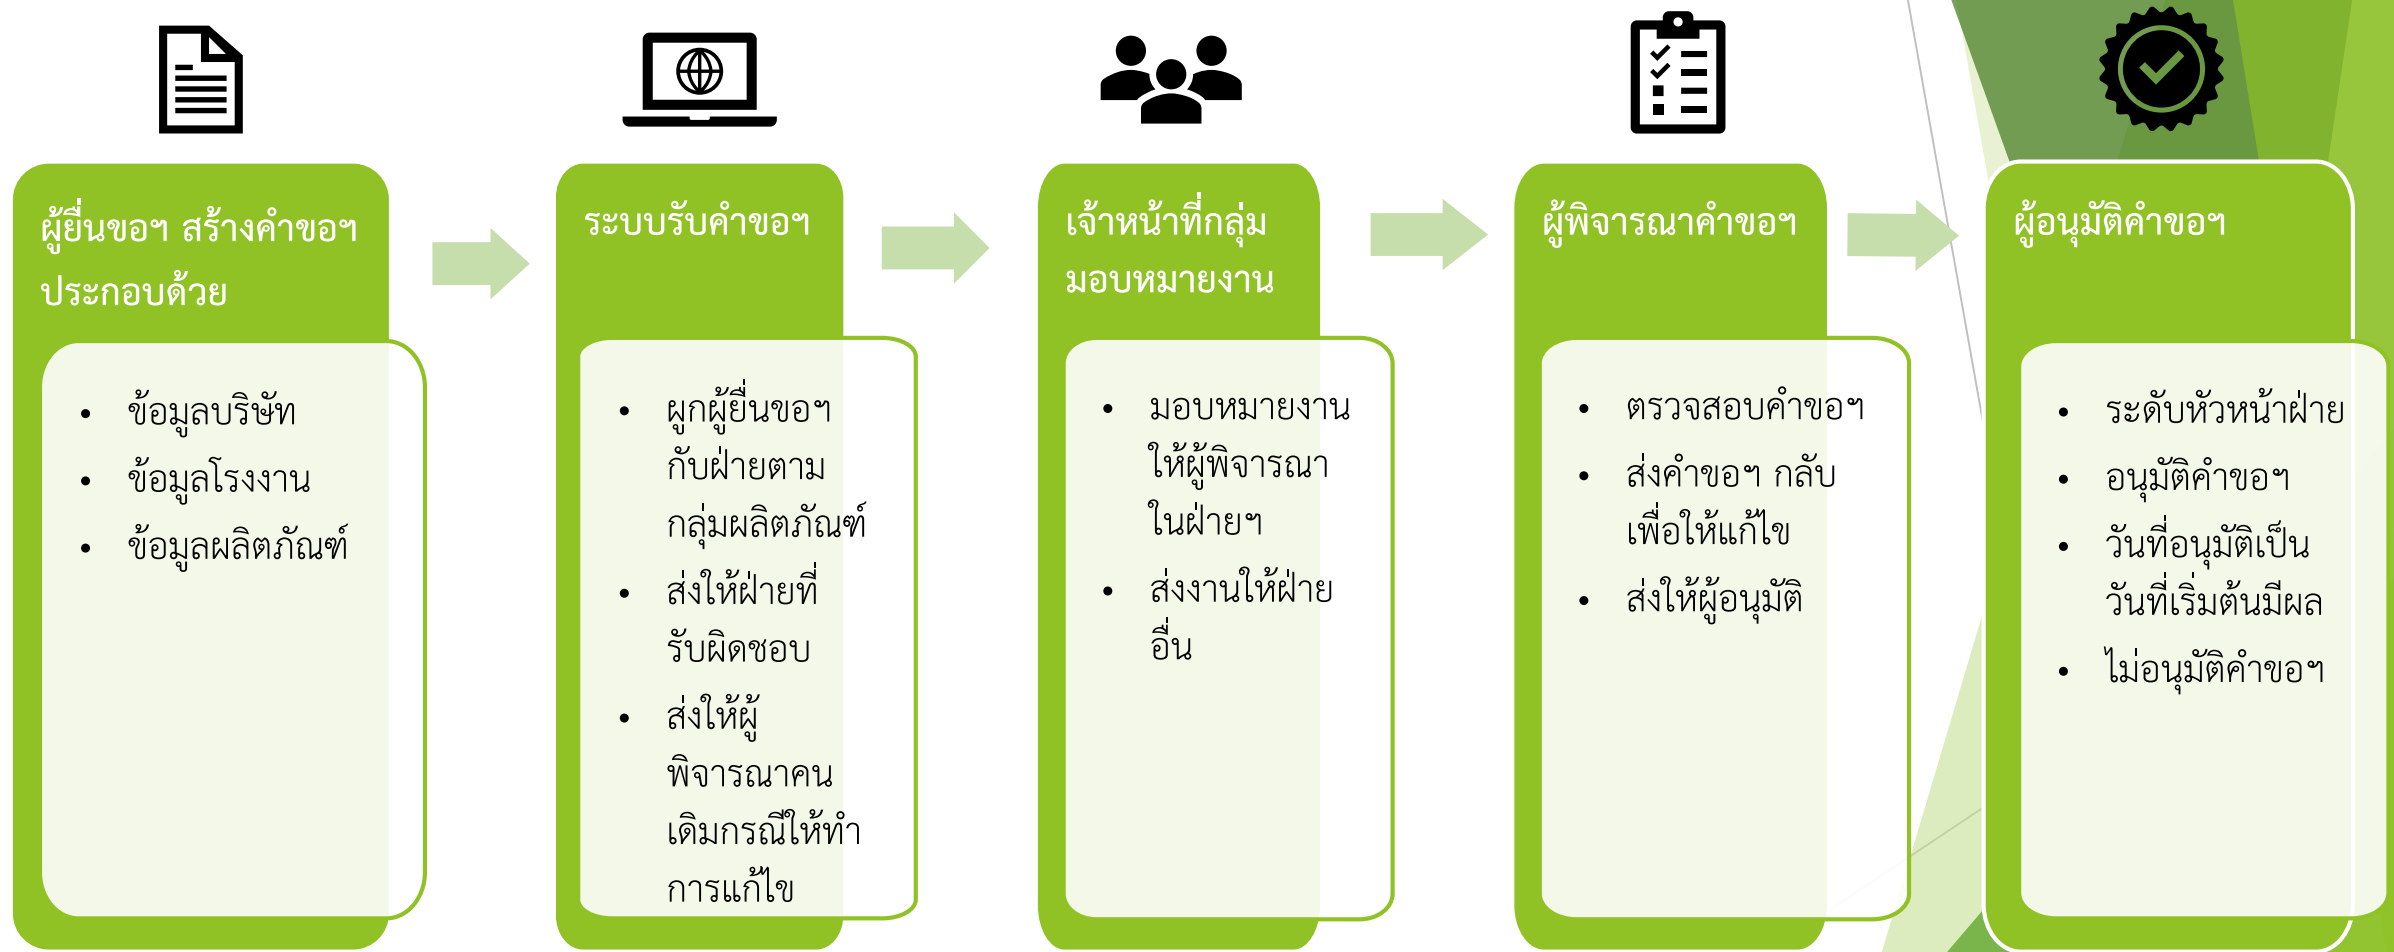 ผู้ยื่นขอฯ สร้างคำขอฯ
ประกอบด้วย
• ข้อมูลบริษัท
• ข้อมูลโรงงาน
• ข้อมูลผลิตภัณฑ์
ระบบรับคำขอฯ
• ผูกผู้ยื่นขอฯ
กับฝ่ายตาม
กลุ่มผลิตภัณฑ์
• ส่งให้ฝ่ายที่
รับผิดชอบ
• ส่งให้ผู้
พิจารณาคน
เดิมกรณีให้ทำ
การแก้ไข
เจ้าหน้าที่กลุ่ม
มอบหมายงาน
• มอบหมายงาน
ให้ผู้พิจารณา
ในฝ่ายฯ
• ส่งงานให้ฝ่าย
อื่น
ผู้พิจารณาคำขอฯ
• ตรวจสอบคำขอฯ
• ส่งคำขอฯ กลับ
เพื่อให้แก้ไข
• ส่งให้ผู้อนุมัติ
ผู้อนุมัติคำขอฯ
• ระดับหัวหน้าฝ่าย
• อนุมัติคำขอฯ
• วันที่อนุมัติเป็น
วันที่เริ่มต้นมีผล
• ไม่อนุมัติคำขอฯ